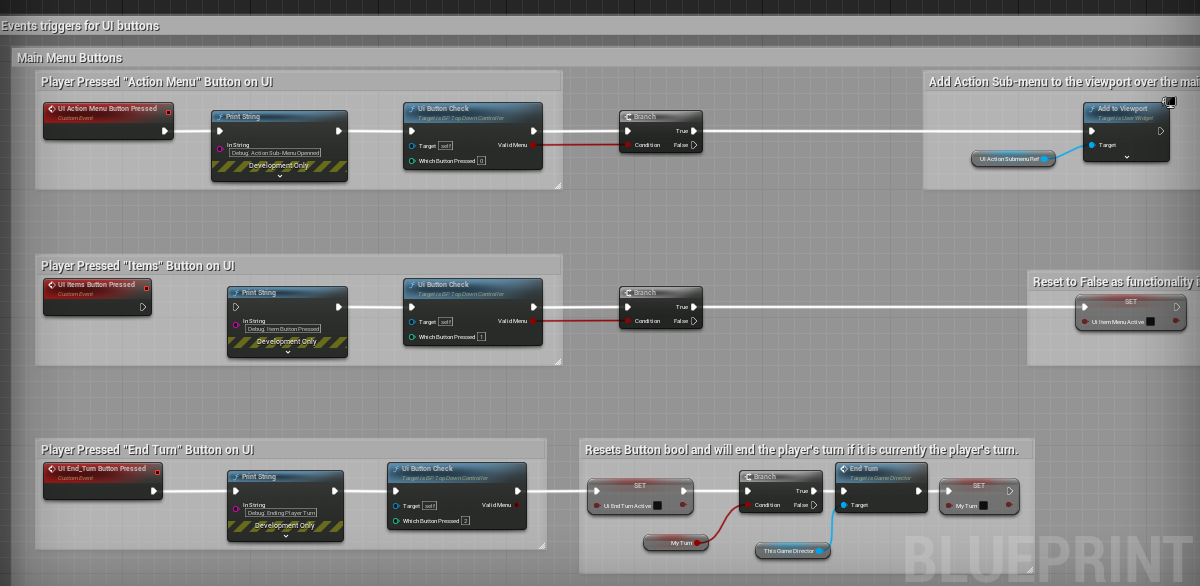 Events triggers for UI buttons
Main Menu Buttons
Player Pressed "Action Menu" Button on UI
Add Action Sub-menu to the viewport over the mai
UI Action Menu Button Pressed
Custom Event
Print String
In String
Debug: Action Sub-Menu Openned
Development Only
Ui Button Check
Target is BP Top Down Controller
Target
self
Valid Menu
Which Button Pressed
0
Branch
True
Condition
False
UI Action Submenu Ref
Add to Viewport
Target is User Widget
Target
Player Pressed "Items" Button on UI
Reset to False as functionality i
UI Items Button Pressed
Custom Event
Print String
In String
Debug: Item Button Pressed
Development Only
Ui Button Check
Target is BP Top Down Controller
Target
self
Valid Menu
Which Button Pressed
1
Branch
True
Condition
False
SET
Ui Item Menu Active
Player Pressed "End Turn" Button on UI
Resets Button bool and will end the player's turn if it is currently the player's turn.
UI End_Turn Button Pressed
Custom Event
Print String
In String
Debug: Ending Player Turn
Development Only
Ui Button Check
Target is BP Top Down Controller
Target
self
Valid Menu
Which Button Pressed
2
SET
Ui End Turn Active
My Turn
Branch
True
Condition
False
This Game Director
End Turn
Target is Game Director
Target
SET
My Turn
BLUEPRINT